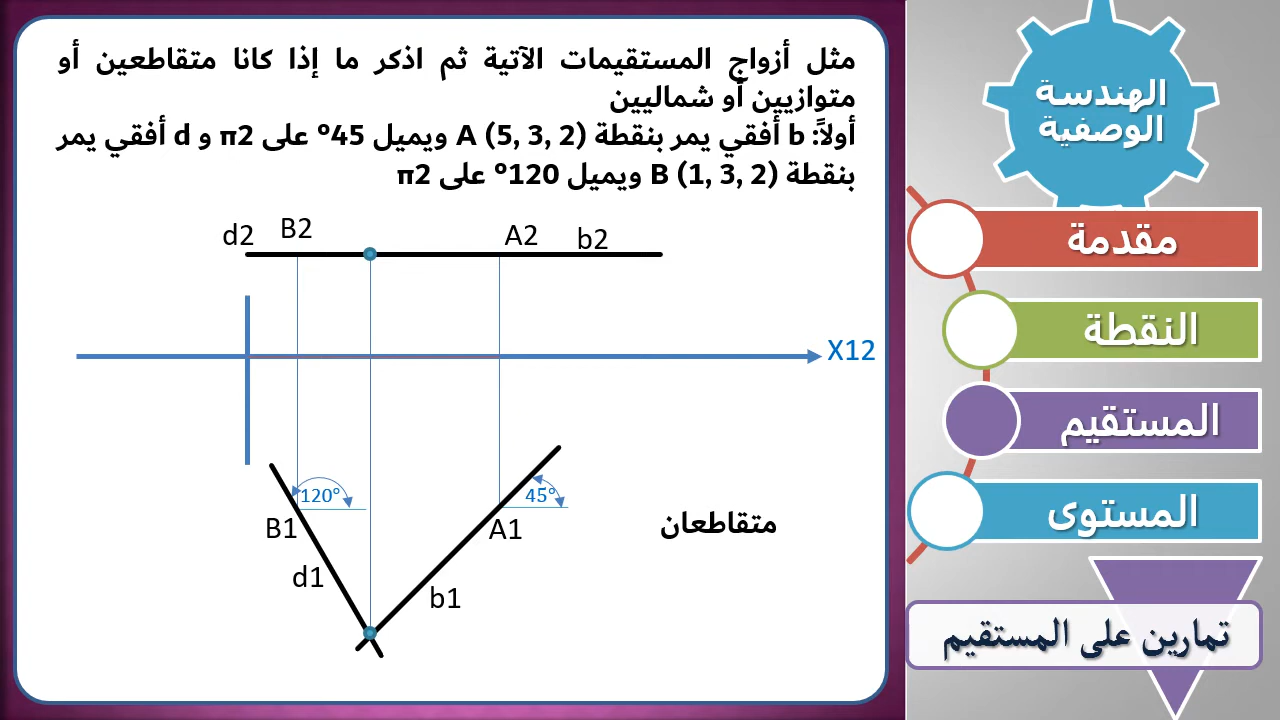 مثل أزواج المستقيمات الآتية ثم اذكر ما إذا كانا متقاطعين أو
متوازيين أو شماليين
أولاً: b أفقي يمر بنقطة A (5, 3, 2) ويميل 45° على π2 و d أفقي يمر
بنقطة B (1, 3, 2) ويميل 120° على π2
d2
B2
A2
b2
X12
120°
45°
B1
A1
متقاطعان
d1
b1
الهندسة
الوصفية
مقدمة
النقطة
المستقيم
المستوى
تمارين على المستقيم